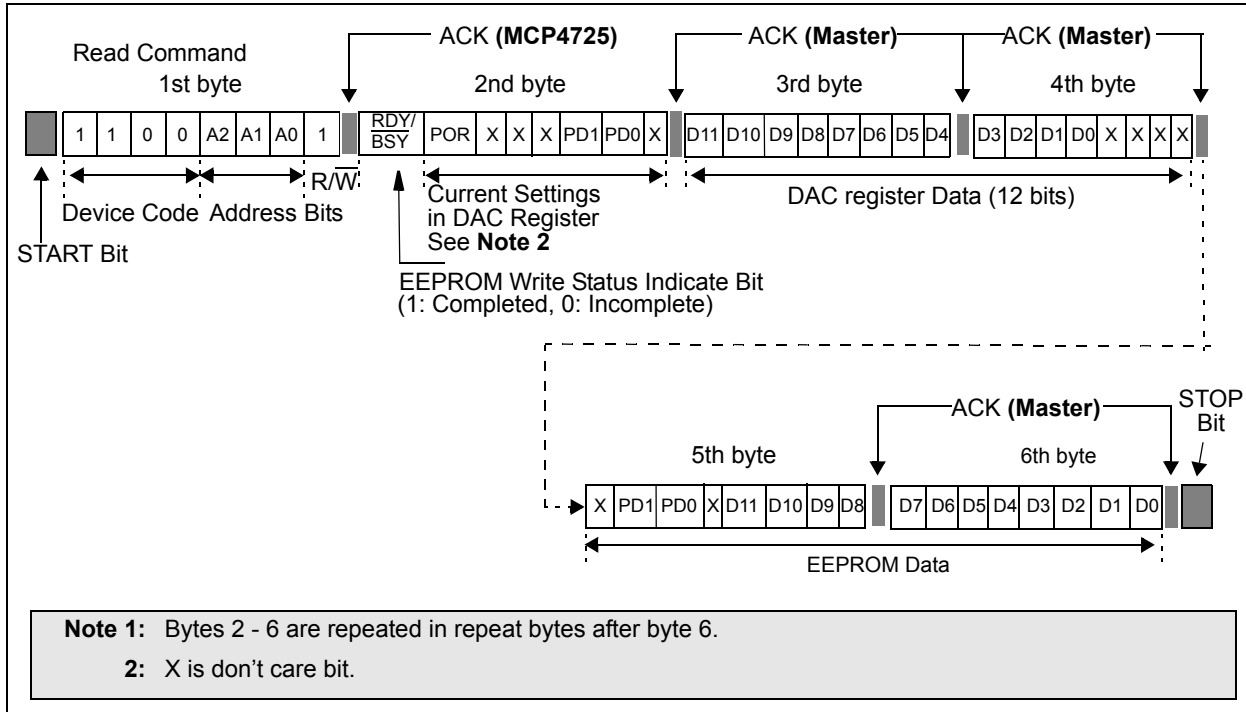 Read Command
1st byte
ACK (MCP4725)
2nd byte
ACK (Master)
3rd byte
ACK (Master)
4th byte
1 1 0 0 A2 A1 A0 1
RDY/
BSY POR X X X PD1 PD0 X
D11 D10 D9 D8 D7 D6 D5 D4
D3 D2 D1 D0 X X X X
R/W
Device Code
Address Bits
START Bit
Current Settings
in DAC Register
See Note 2
DAC register Data (12 bits)
EEPROM Write Status Indicate Bit
(1: Completed, 0: Incomplete)
ACK (Master)
STOP
Bit
5th byte
6th byte
X PD1 PD0 X D11 D10 D9 D8
D7 D6 D5 D4 D3 D2 D1 D0
EEPROM Data
Note 1: Bytes 2 - 6 are repeated in repeat bytes after byte 6.
2: X is don't care bit.